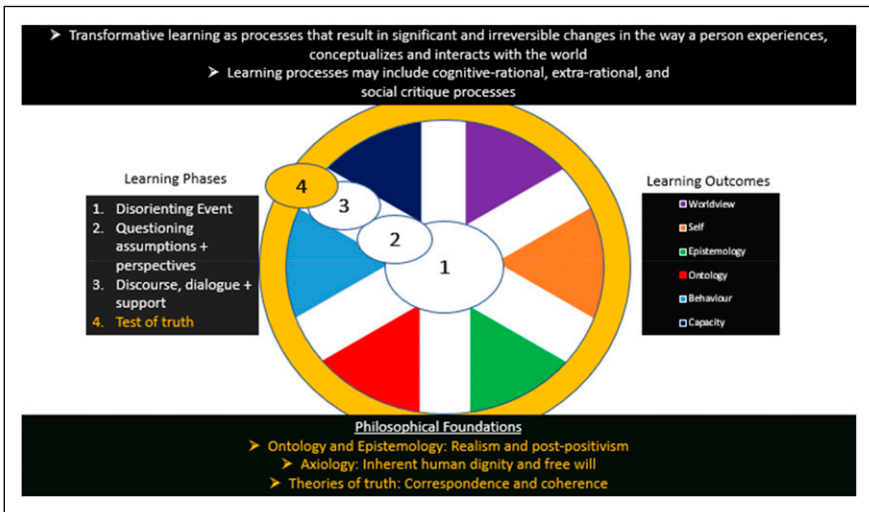 ➤ Transformative learning as processes that result in significant and irreversible changes in the way a person experiences,
conceptualizes and interacts with the world
➤ Learning processes may include cognitive-rational, extra-rational, and
social critique processes
Learning Phases
1. Disorienting Event
2. Questioning
assumptions +
perspectives
3. Discourse, dialogue +
support
4. Test of truth
4
3
2
1
Learning Outcomes
Worldview
Self
Epistemology
Ontology
Behaviour
Capacity
Philosophical Foundations
➤ Ontology and Epistemology: Realism and post-positivism
➤ Axiology: Inherent human dignity and free will
➤ Theories of truth: Correspondence and coherence